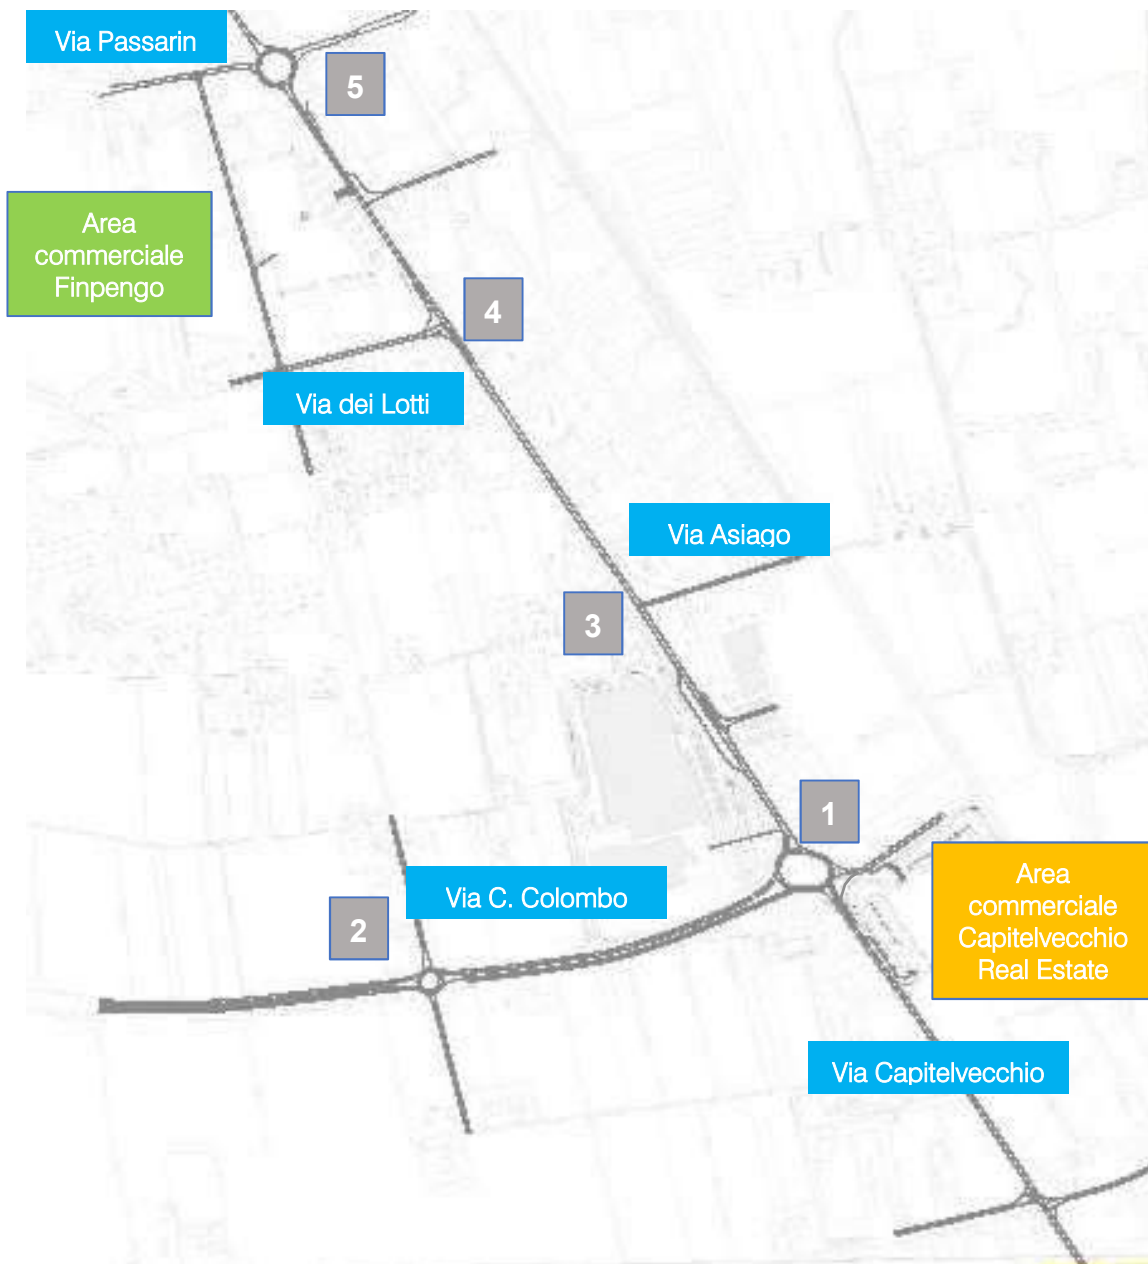 Via Passarin
5
Area
commerciale
Finpengo
4
Via dei Lotti
Via Asiago
3
1
Area
commerciale
Capitelvecchio
Real Estate
Via C. Colombo
2
Via Capitelvecchio